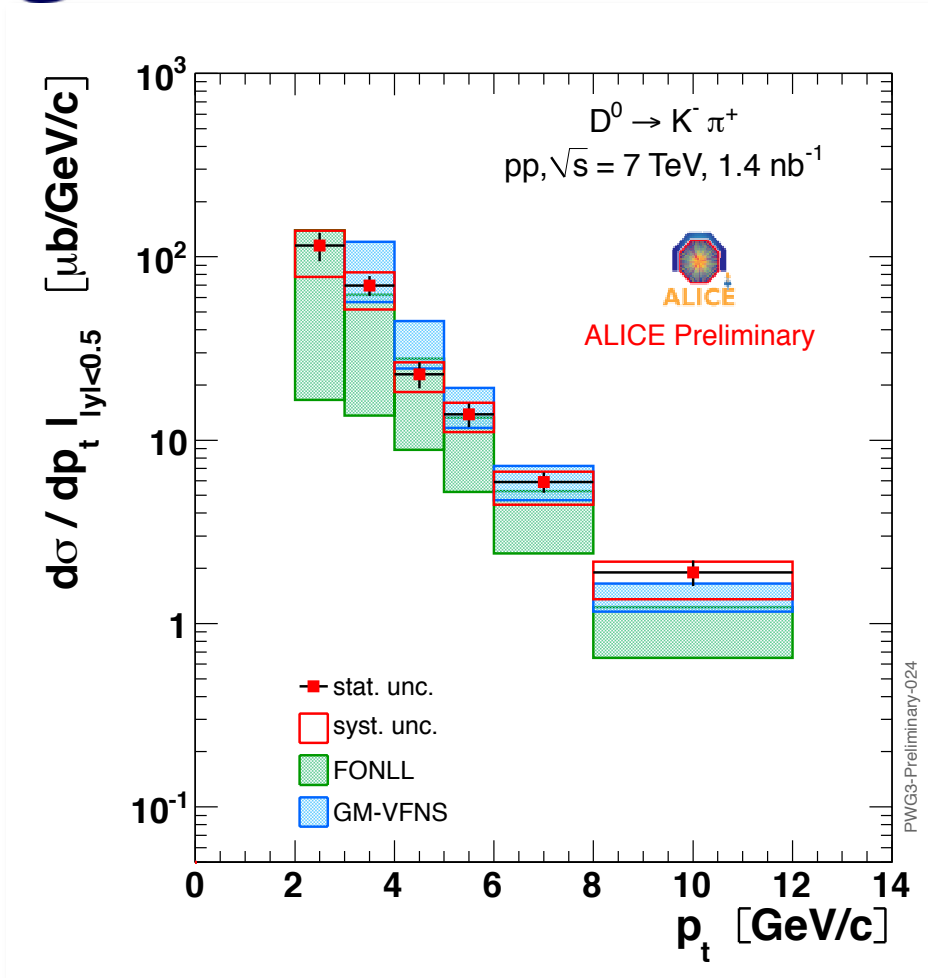 dσ / dp_t |_{|y|<0.5} [μb/GeV/c]
10³
10²
10
1
10⁻¹
D⁰ → K⁻ π⁺
pp, √s = 7 TeV, 1.4 nb⁻¹
ALICE
ALICE Preliminary
stat. unc.
syst. unc.
FONLL
GM-VFNS
PWG3-Preliminary-024
0 2 4 6 8 10 12 14
p_t [GeV/c]